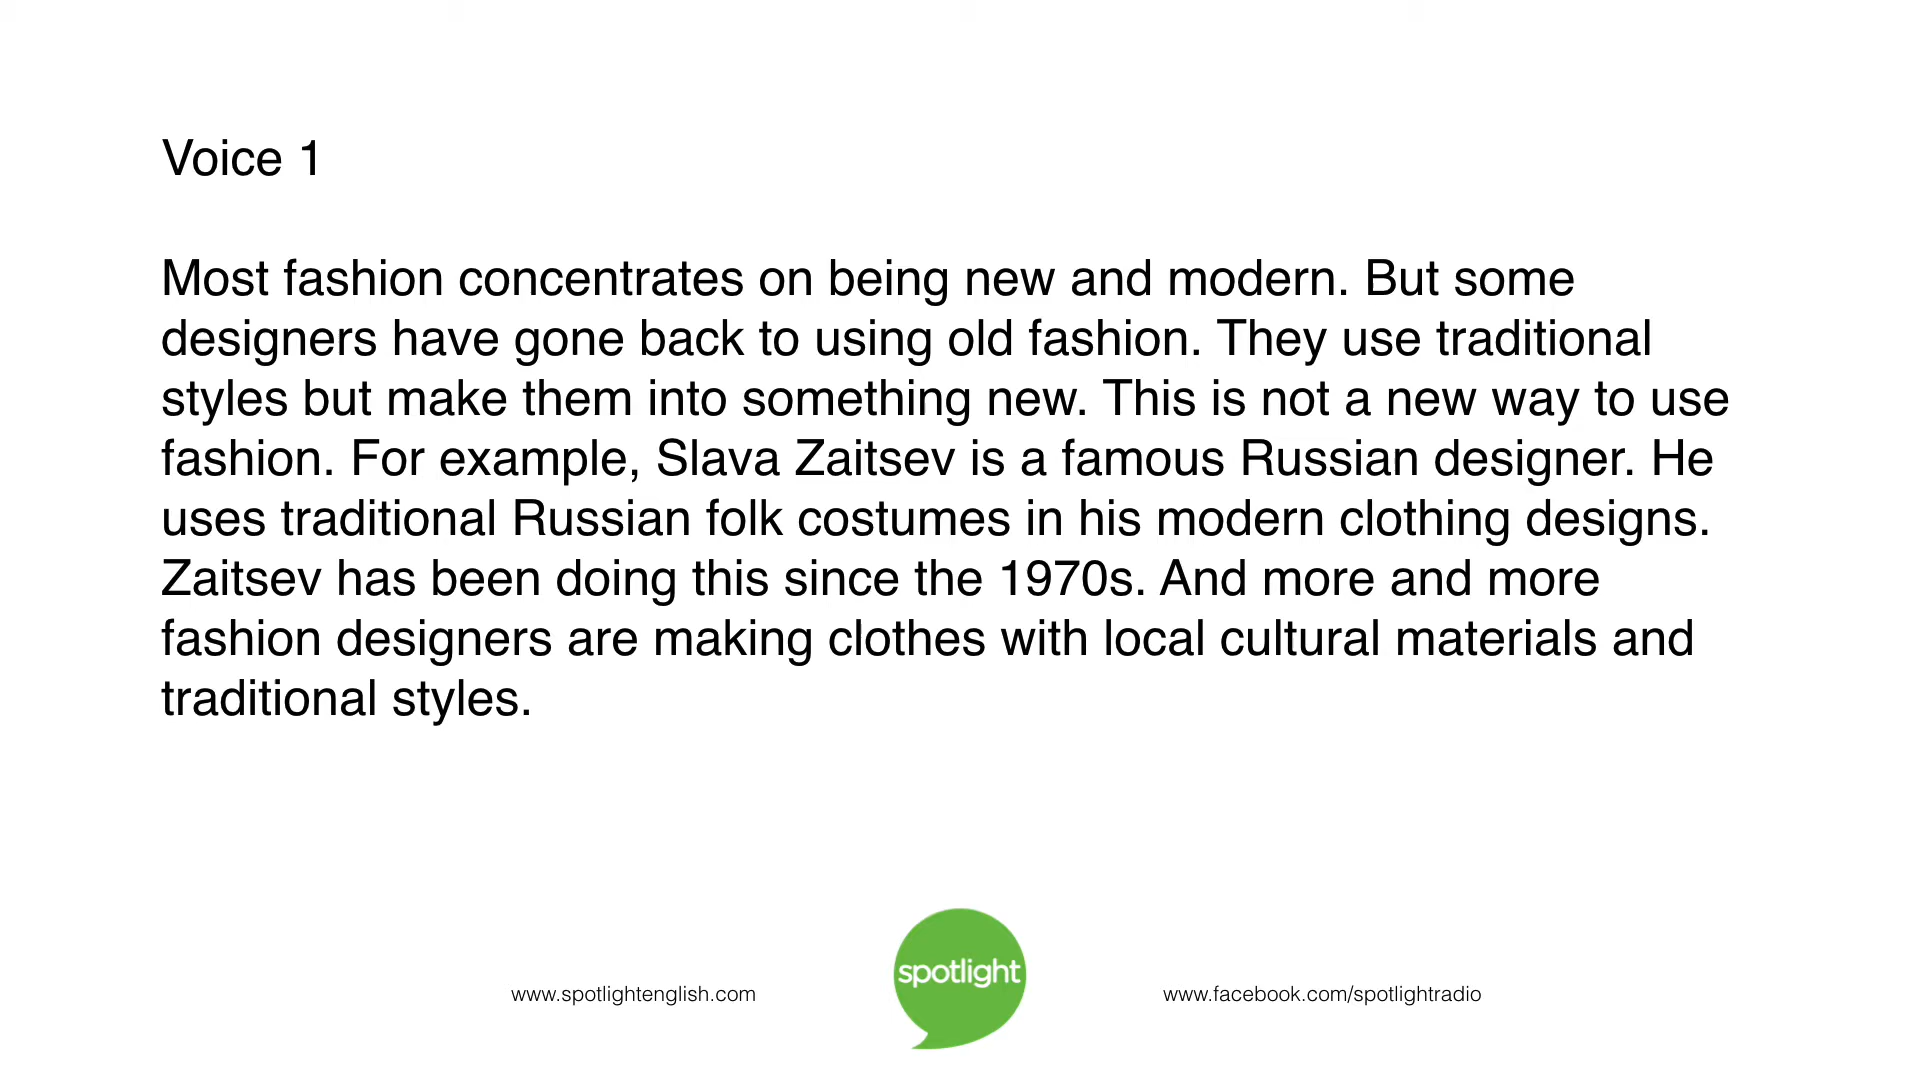 Voice 1
Most fashion concentrates on being new and modern. But some
designers have gone back to using old fashion. They use traditional
styles but make them into something new. This is not a new way to use
fashion. For example, Slava Zaitsev is a famous Russian designer. He
uses traditional Russian folk costumes in his modern clothing designs.
Zaitsev has been doing this since the 1970s. And more and more
fashion designers are making clothes with local cultural materials and
traditional styles.
www.spotlightenglish.com
spotlight
www.facebook.com/spotlightradio